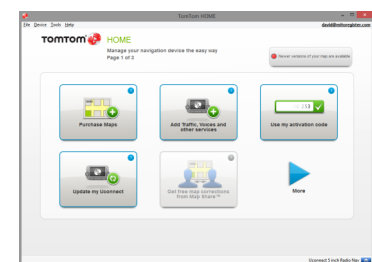 TomTom HOME
File Device Tools Help
TOMTOM HOME
Manage your navigation device the easy way
Page 1 of 3
Newer versions of your map are available
Purchase Maps
Add Traffic, Voices and
other services
Use my activation code
Update my Uconnect
Get free map corrections
from Map Share™
More
Uconnect 5 inch Radio Nav